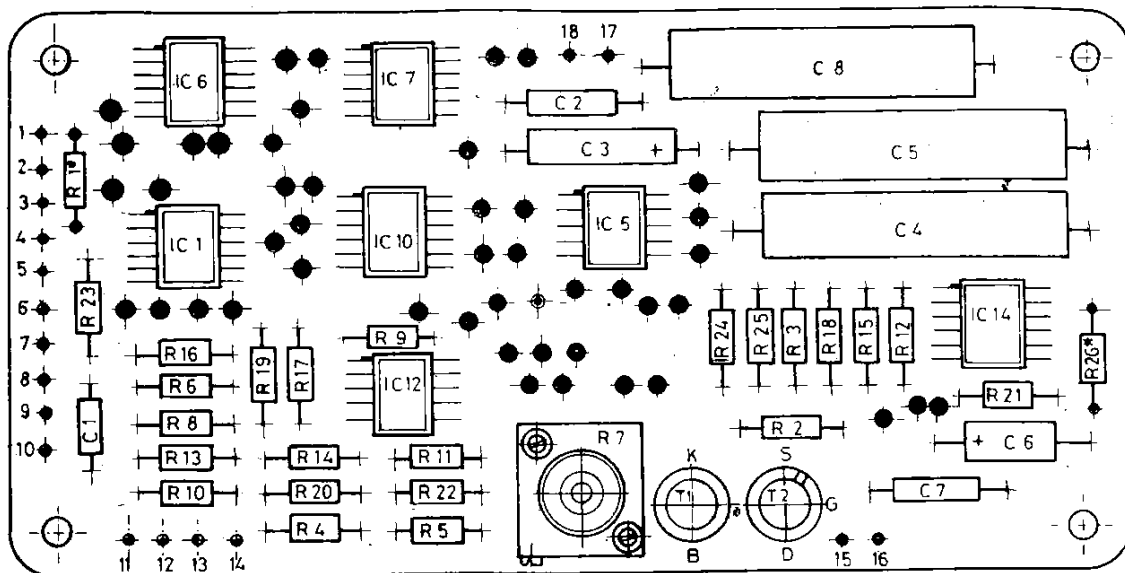 18 17
IC 6
IC 7
C 8
C 2
1
C 3 +
C 5
2
R 1*
3
IC 1
IC 10
IC 5
C 4
4
5
R 23
6
IC 14
R 24
R 25
R 3
R 18
R 15
R 12
R 9
7
R 16
R 19
R 17
R 26*
8
R 6
IC 12
R 21
9
C 1
R 8
R 7
R 2
+ C 6
10
R 13
R 14
R 11
K
S
R 10
R 20
R 22
T1
T2
G
C 7
R 4
R 5
B
D
11 12 13 14
15 16